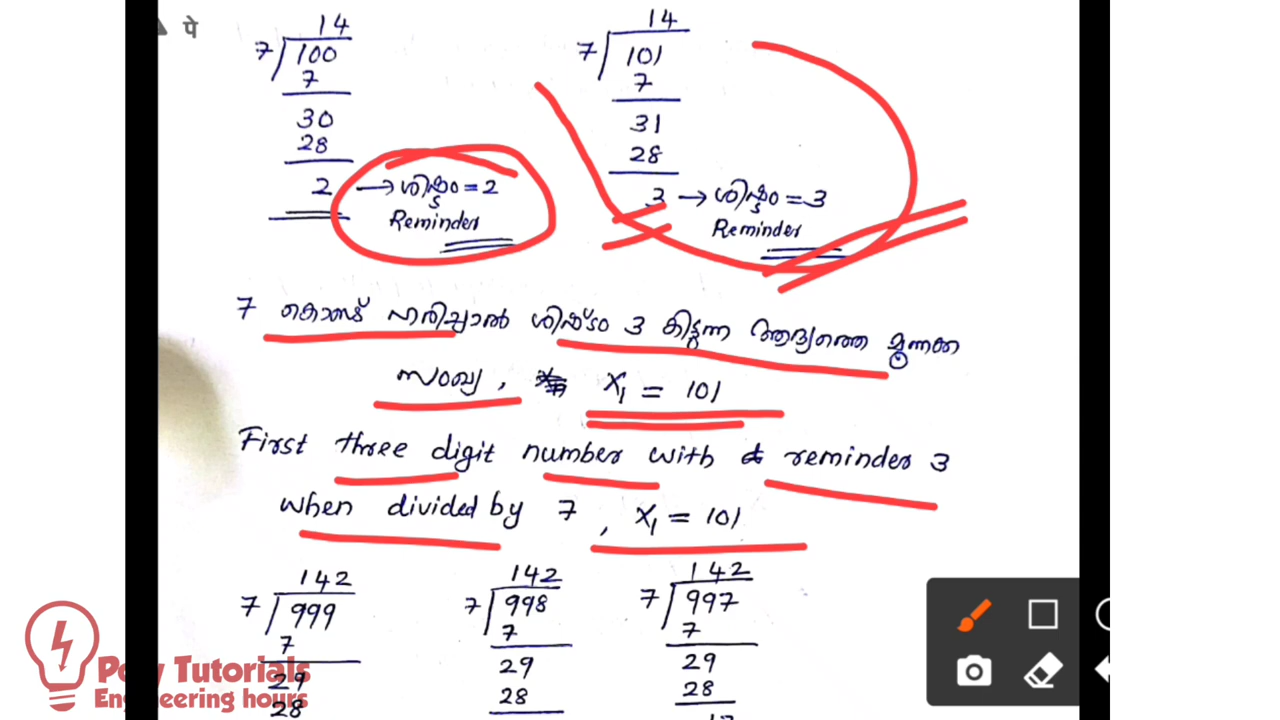 पे
14 14
7 100 7 101
7 7
30 31
28 28
2 → ശിഷ്ടം = 2 3 → ശിഷ്ടം = 3
Reminder Reminder
7 കൊണ്ട് ഹരിച്ചാൽ ശിഷ്ടം 3 കിട്ടുന്ന ആദ്യത്തെ മൂന്നക്ക
സംഖ്യ, X₁ = 101
First three digit number with reminder 3
when divided by 7, X₁ = 101
142 142 142
7 999 7 998 7 997
7 7 7
29 29 29
28 28 28
Poly Tutorials
Engineering hours